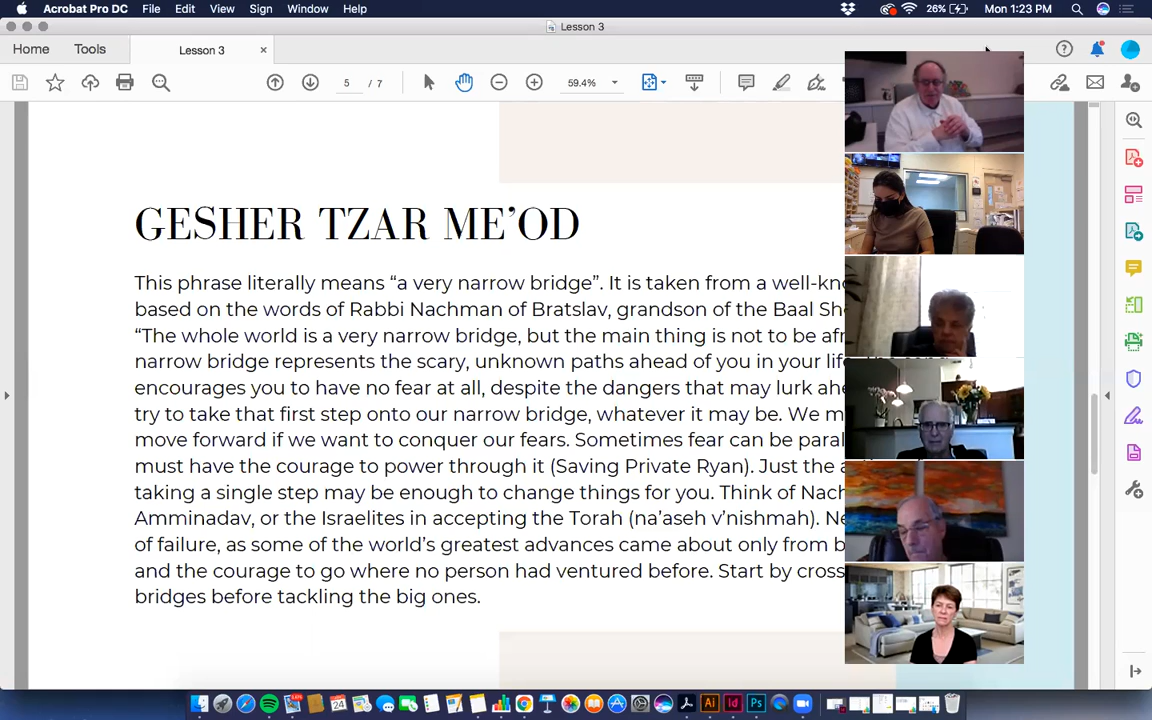 Acrobat Pro DC File Edit View Sign Window Help
26% Mon 1:23 PM
Lesson 3
Home Tools Lesson 3 ×
5 / 7
59.4%
GESHER TZAR ME’OD
This phrase literally means “a very narrow bridge”. It is taken from a well-kno
based on the words of Rabbi Nachman of Bratslav, grandson of the Baal She
“The whole world is a very narrow bridge, but the main thing is not to be afr
narrow bridge represents the scary, unknown paths ahead of you in your life
encourages you to have no fear at all, despite the dangers that may lurk ahe
try to take that first step onto our narrow bridge, whatever it may be. We m
move forward if we want to conquer our fears. Sometimes fear can be paral
must have the courage to power through it (Saving Private Ryan). Just the a
taking a single step may be enough to change things for you. Think of Nach
Amminadav, or the Israelites in accepting the Torah (na’aseh v’nishmah). Ne
of failure, as some of the world’s greatest advances came about only from b
and the courage to go where no person had ventured before. Start by cross
bridges before tackling the big ones.
24
Ai
Id
Ps